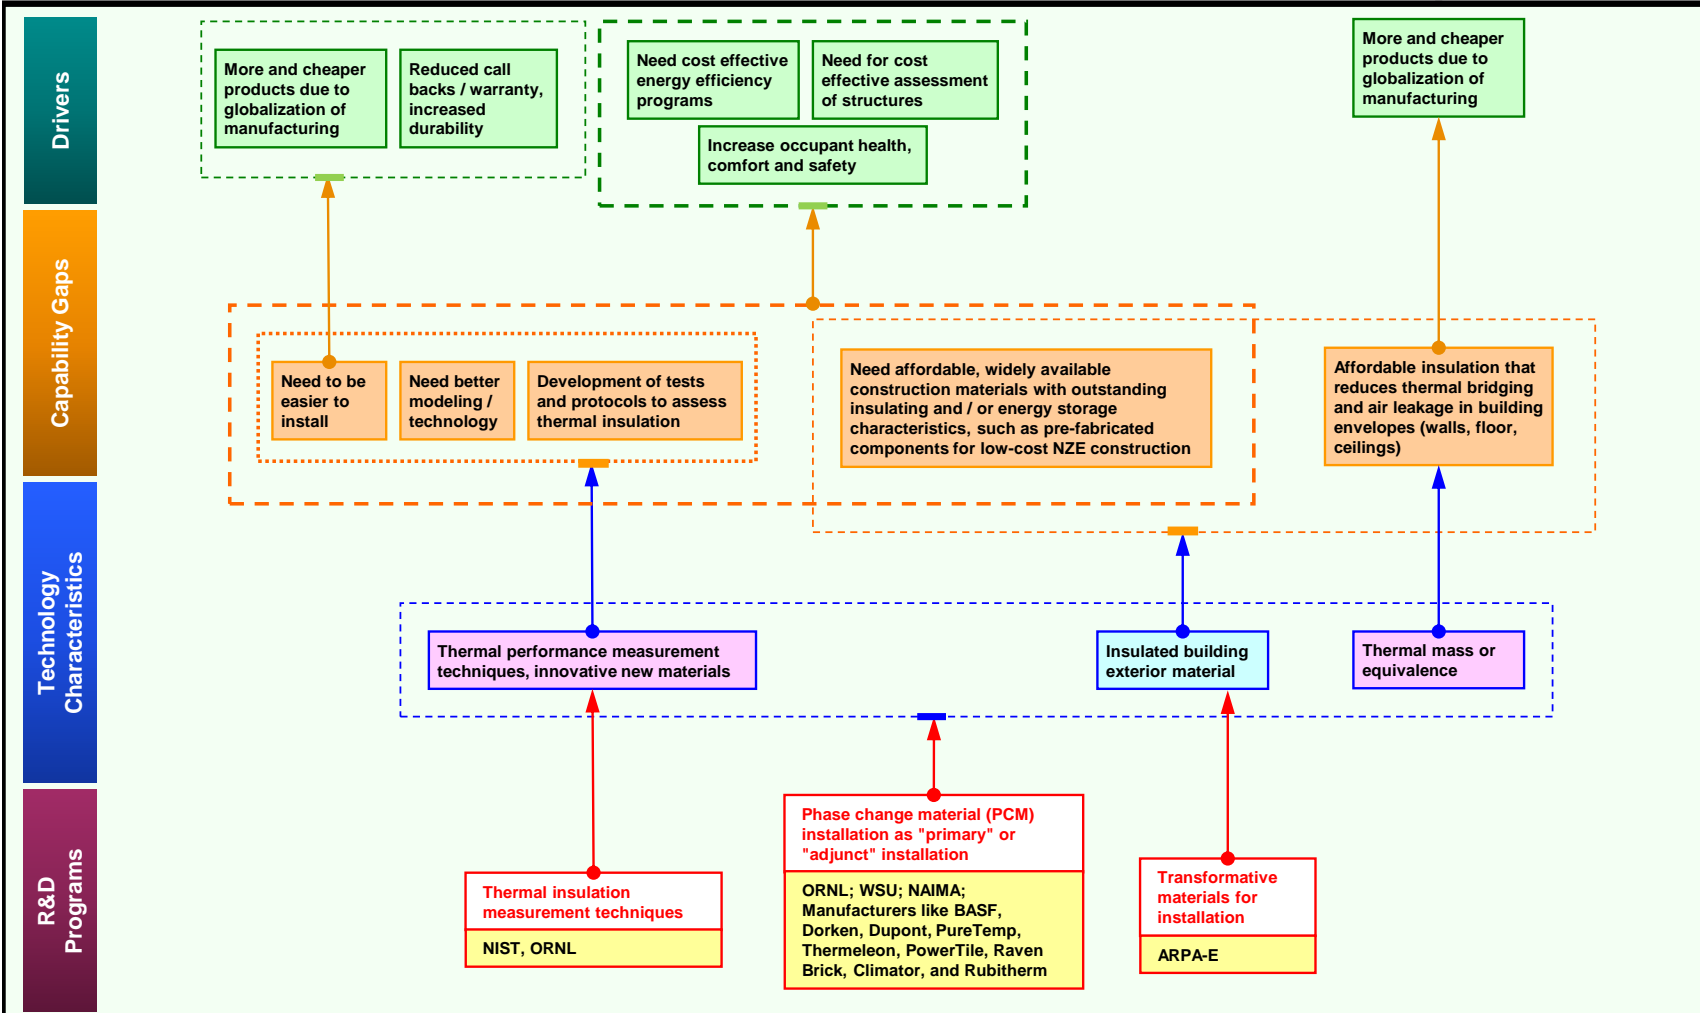 Drivers
More and cheaper
products due to
globalization of
manufacturing
Reduced call
backs / warranty,
increased
durability
Need cost effective
energy efficiency
programs
Need for cost
effective assessment
of structures
Increase occupant health,
comfort and safety
More and cheaper
products due to
globalization of
manufacturing
Capability Gaps
Need to be
easier to
install
Need better
modeling /
technology
Development of tests
and protocols to assess
thermal insulation
Need affordable, widely available
construction materials with outstanding
insulating and / or energy storage
characteristics, such as pre-fabricated
components for low-cost NZE construction
Affordable insulation that
reduces thermal bridging
and air leakage in building
envelopes (walls, floor,
ceilings)
Technology
Characteristics
Thermal performance measurement
techniques, innovative new materials
Insulated building
exterior material
Thermal mass or
equivalence
R&D
Programs
Thermal insulation
measurement techniques
NIST, ORNL
Phase change material (PCM)
installation as "primary" or
"adjunct" installation
ORNL; WSU; NAIMA;
Manufacturers like BASF,
Dorken, Dupont, PureTemp,
Thermeleon, PowerTile, Raven
Brick, Climator, and Rubitherm
Transformative
materials for
installation
ARPA-E